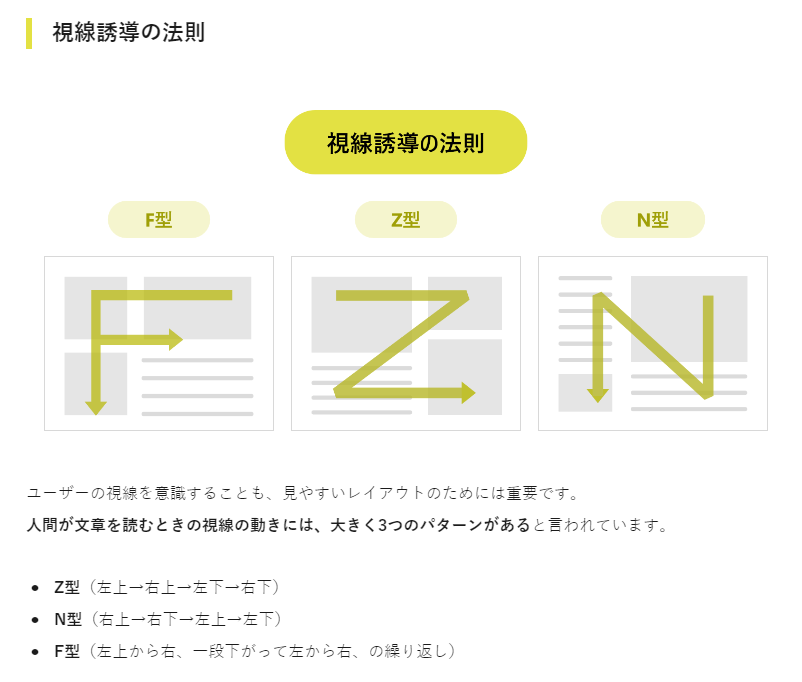 視線誘導の法則
視線誘導の法則
F型
Z型
N型
ユーザーの視線を意識することも、見やすいレイアウトのためには重要です。
人間が文章を読むときの視線の動きには、大きく3つのパターンがあると言われています。
● Z型（左上→右上→左下→右下）
● N型（右上→右下→左上→左下）
● F型（左上から右、一段下がって左から右、の繰り返し）